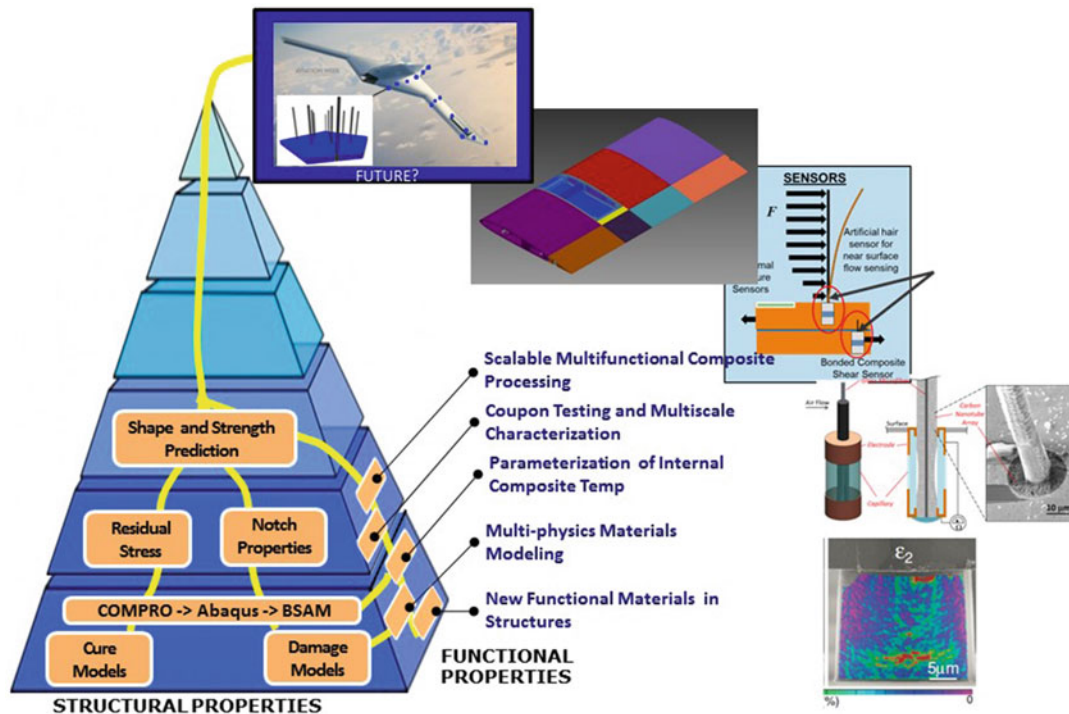 FUTURE?
SENSORS
F
Artificial hair
sensor for
near surface
flow sensing
Sensors
Bonded Composite
Shear Sensor
Scalable Multifunctional Composite
Processing
Coupon Testing and Multiscale
Characterization
Parameterization of Internal
Composite Temp
Multi-physics Materials
Modeling
New Functional Materials in
Structures
Shape and Strength
Prediction
Residual
Stress
Notch
Properties
COMPRO -> Abaqus -> BSAM
Cure
Models
Damage
Models
FUNCTIONAL
PROPERTIES
STRUCTURAL PROPERTIES
Air Flow
Surface
Electrode
Capillary
Carbon
Nanotube
Array
10 μm
ε2
5μm
%)
0